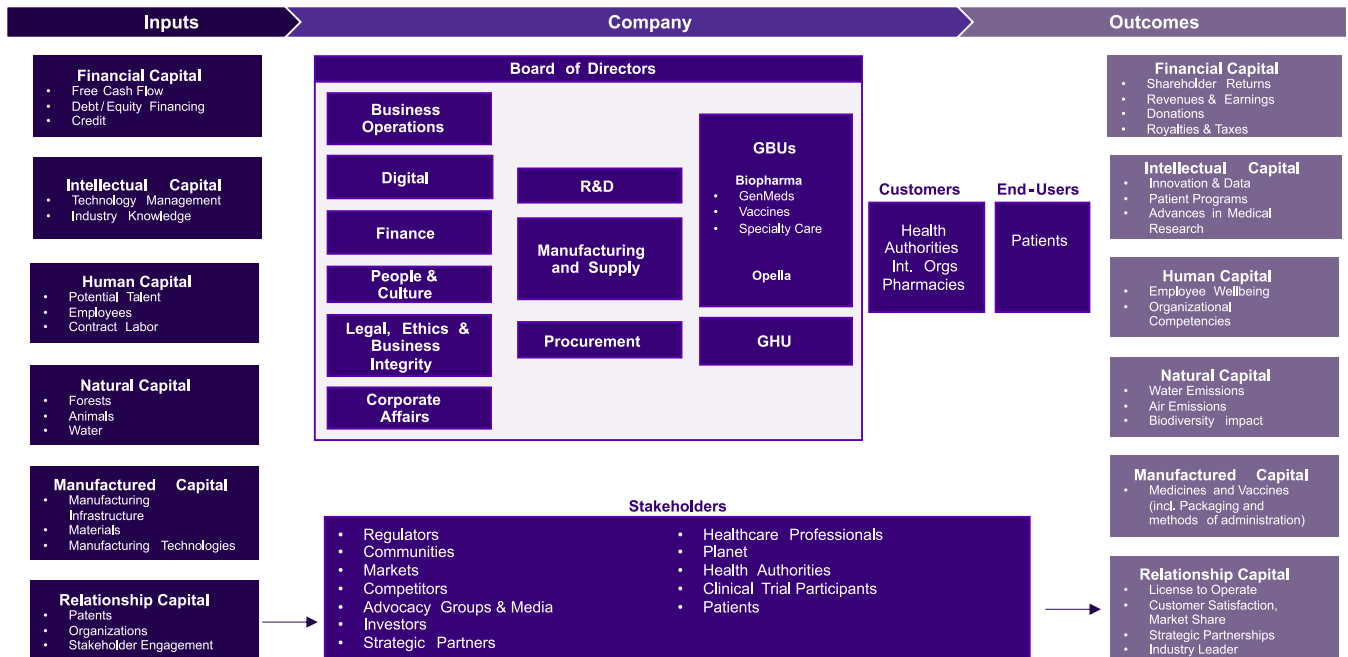 Inputs
Company
Outcomes
Financial Capital
• Free Cash Flow
• Debt/Equity Financing
• Credit
Intellectual Capital
• Technology Management
• Industry Knowledge
Human Capital
• Potential Talent
• Employees
• Contract Labor
Natural Capital
• Forests
• Animals
• Water
Manufactured Capital
• Manufacturing
Infrastructure
• Materials
• Manufacturing Technologies
Relationship Capital
• Patents
• Organizations
• Stakeholder Engagement
Board of Directors
Business
Operations
Digital
Finance
People &
Culture
Legal, Ethics &
Business
Integrity
Corporate
Affairs
R&D
Manufacturing
and Supply
Procurement
GBUs
Biopharma
• GenMeds
• Vaccines
• Specialty Care
Opella
GHU
Customers
Health
Authorities
Int. Orgs
Pharmacies
End-Users
Patients
Stakeholders
• Regulators
• Communities
• Markets
• Competitors
• Advocacy Groups & Media
• Investors
• Strategic Partners
• Healthcare Professionals
• Planet
• Health Authorities
• Clinical Trial Participants
• Patients
Financial Capital
• Shareholder Returns
• Revenues & Earnings
• Donations
• Royalties & Taxes
Intellectual Capital
• Innovation & Data
• Patient Programs
• Advances in Medical
Research
Human Capital
• Employee Wellbeing
• Organizational
Competencies
Natural Capital
• Water Emissions
• Air Emissions
• Biodiversity impact
Manufactured Capital
• Medicines and Vaccines
(incl. Packaging and
methods of administration)
Relationship Capital
• License to Operate
• Customer Satisfaction,
Market Share
• Strategic Partnerships
• Industry Leader